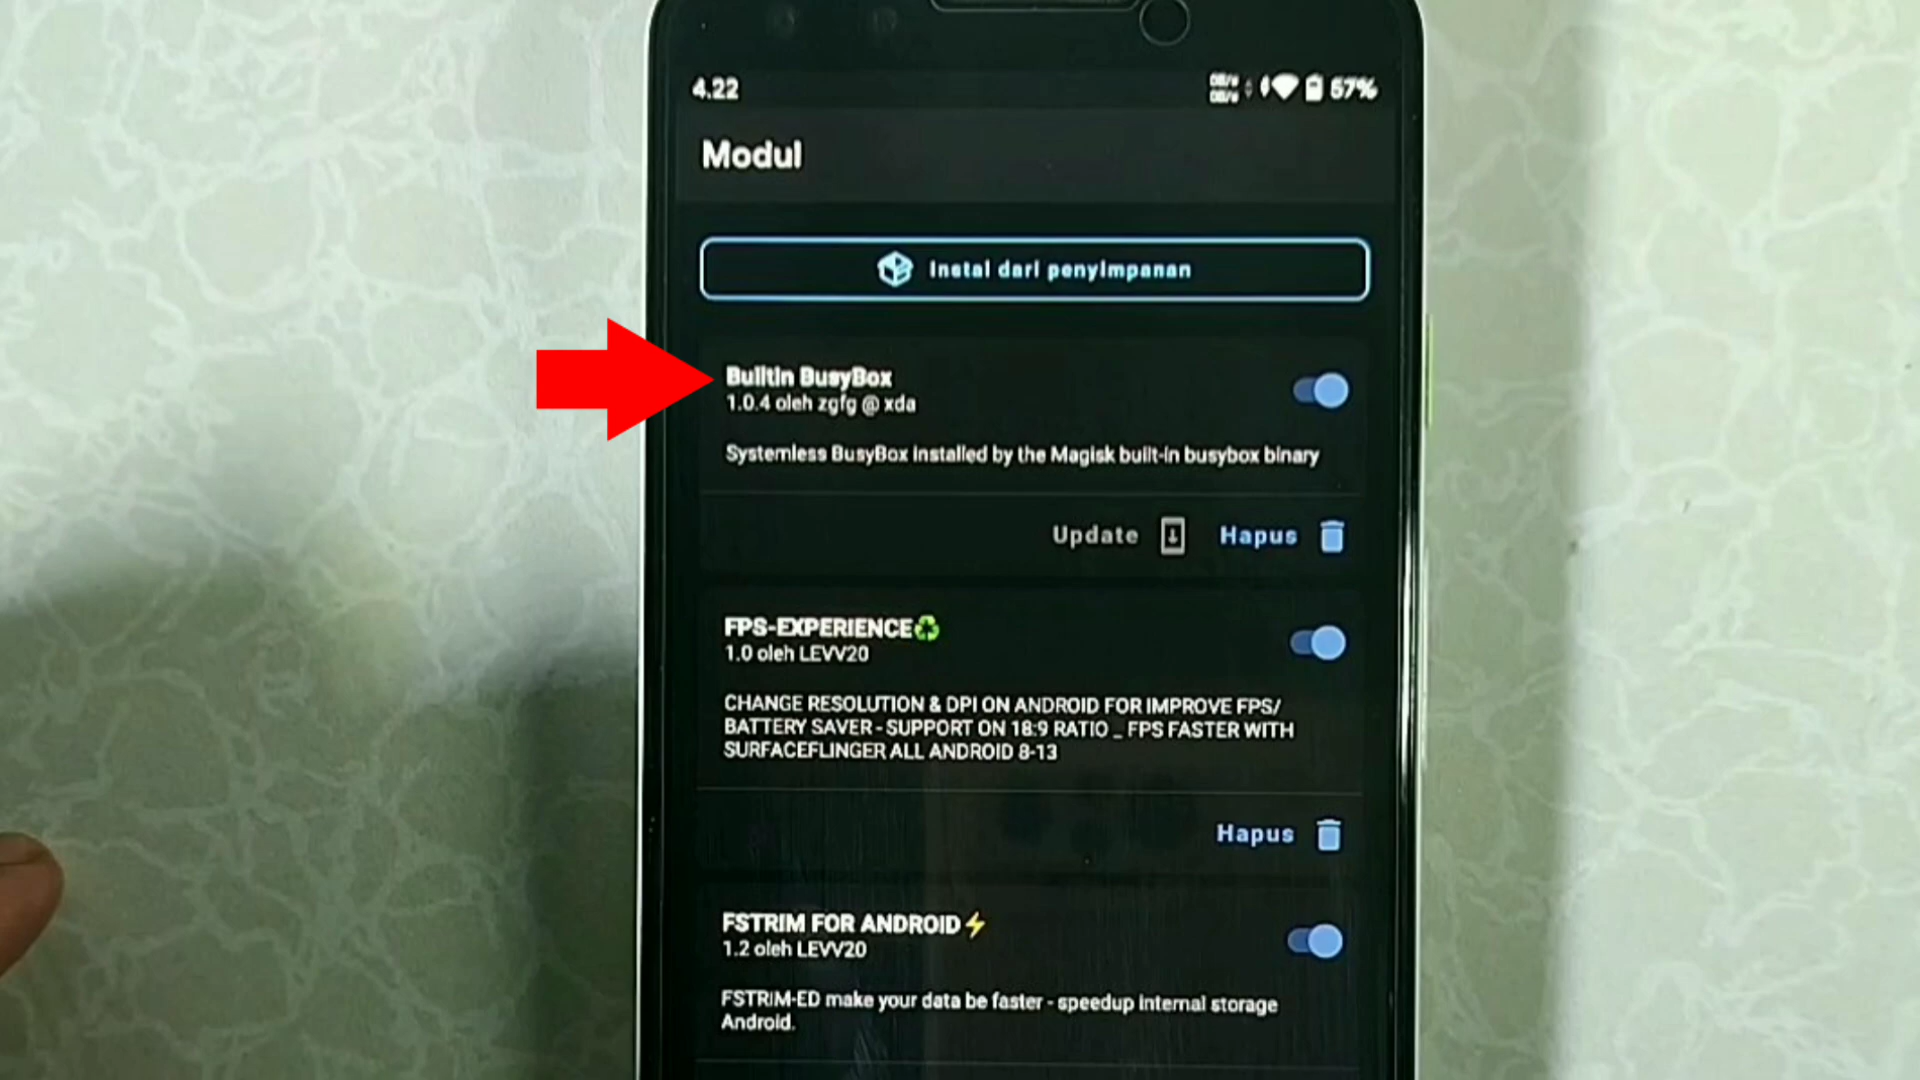 4.22
57%
Modul
Instal dari penyimpanan
Builtin BusyBox
1.0.4 oleh zgfg @ xda
Systemless BusyBox installed by the Magisk built-in busybox binary
Update
Hapus
FPS-EXPERIENCE♻
1.0 oleh LEVV20
CHANGE RESOLUTION & DPI ON ANDROID FOR IMPROVE FPS/
BATTERY SAVER - SUPPORT ON 18:9 RATIO _ FPS FASTER WITH
SURFACEFLINGER ALL ANDROID 8-13
Hapus
FSTRIM FOR ANDROID⚡
1.2 oleh LEVV20
FSTRIM-ED make your data be faster - speedup internal storage
Android.